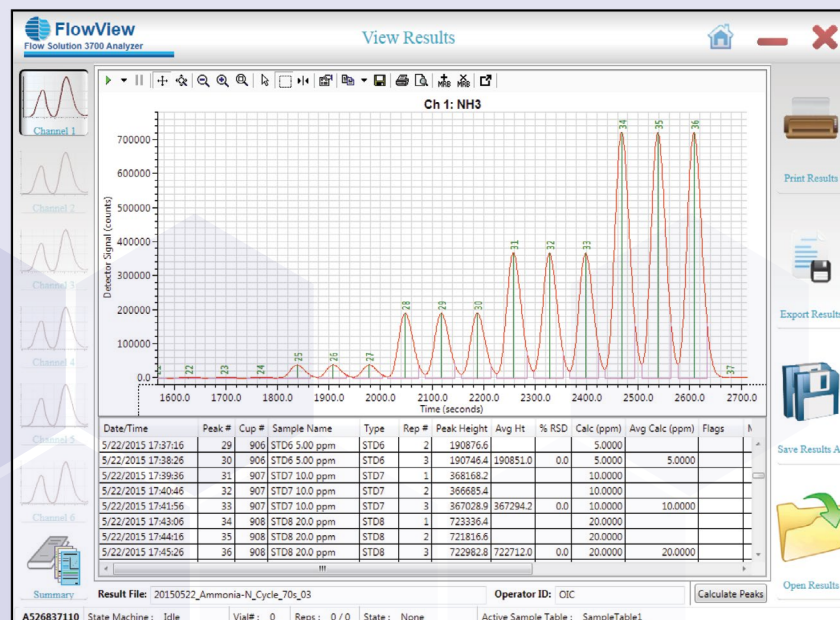 FlowView
Flow Solution 3700 Analyzer
View Results
Channel 1
Channel 2
Channel 3
Channel 4
Channel 5
Channel 6
Summary
Ch 1: NH3
Detector Signal (counts)
700000
600000
500000
400000
300000
200000
100000
0.0
22 23 24 25 26 27 28 29 30 31 32 33 34 35 36 37
1600.0 1700.0 1800.0 1900.0 2000.0 2100.0 2200.0 2300.0 2400.0 2500.0 2600.0 2700.0
Time (seconds)
Date/Time Peak # Cup # Sample Name Type Rep # Peak Height Avg Ht % RSD Calc (ppm) Avg Calc (ppm) Flags
5/22/2015 17:37:16 29 906 STD6 5.00 ppm STD6 2 190876.6 5.0000
5/22/2015 17:38:26 30 906 STD6 5.00 ppm STD6 3 190746.4 190851.0 0.0 5.0000 5.0000
5/22/2015 17:39:36 31 907 STD7 10.0 ppm STD7 1 368168.2 10.0000
5/22/2015 17:40:46 32 907 STD7 10.0 ppm STD7 2 366685.4 10.0000
5/22/2015 17:41:56 33 907 STD7 10.0 ppm STD7 3 367028.9 367294.2 0.0 10.0000 10.0000
5/22/2015 17:43:06 34 908 STD8 20.0 ppm STD8 1 723336.4 20.0000
5/22/2015 17:44:16 35 908 STD8 20.0 ppm STD8 2 721816.6 20.0000
5/22/2015 17:45:26 36 908 STD8 20.0 ppm STD8 3 722982.8 722712.0 0.0 20.0000 20.0000
Result File: 20150522_Ammonia-N_Cycle_70s_03 Operator ID: OIC Calculate Peaks
A526837110 State Machine : Idle Vial# : 0 Reps : 0 / 0 State : None Active Sample Table : SampleTable1
Print Results
Export Results
Save Results A
Open Results